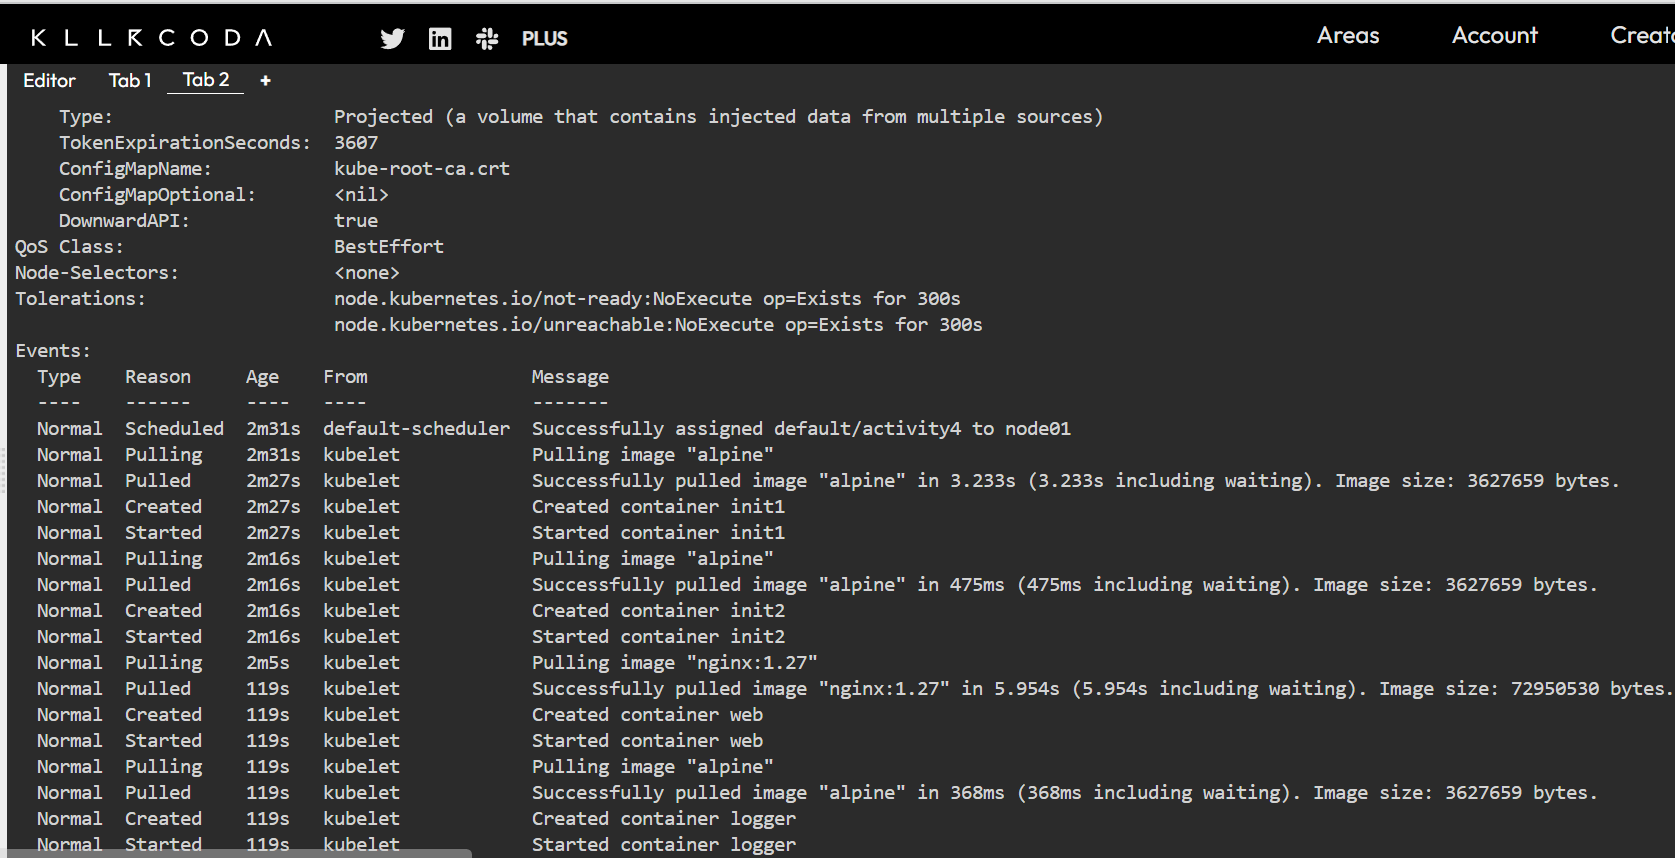 KLLRCODA PLUS Areas Account Creato
Editor Tab 1 Tab 2 +
Type: Projected (a volume that contains injected data from multiple sources)
TokenExpirationSeconds: 3607
ConfigMapName: kube-root-ca.crt
ConfigMapOptional: <nil>
DownwardAPI: true
QoS Class: BestEffort
Node-Selectors: <none>
Tolerations: node.kubernetes.io/not-ready:NoExecute op=Exists for 300s
node.kubernetes.io/unreachable:NoExecute op=Exists for 300s
Events:
Type Reason Age From Message
---- ------ ---- ---- -------
Normal Scheduled 2m31s default-scheduler Successfully assigned default/activity4 to node01
Normal Pulling 2m31s kubelet Pulling image "alpine"
Normal Pulled 2m27s kubelet Successfully pulled image "alpine" in 3.233s (3.233s including waiting). Image size: 3627659 bytes.
Normal Created 2m27s kubelet Created container init1
Normal Started 2m27s kubelet Started container init1
Normal Pulling 2m16s kubelet Pulling image "alpine"
Normal Pulled 2m16s kubelet Successfully pulled image "alpine" in 475ms (475ms including waiting). Image size: 3627659 bytes.
Normal Created 2m16s kubelet Created container init2
Normal Started 2m16s kubelet Started container init2
Normal Pulling 2m5s kubelet Pulling image "nginx:1.27"
Normal Pulled 119s kubelet Successfully pulled image "nginx:1.27" in 5.954s (5.954s including waiting). Image size: 72950530 bytes.
Normal Created 119s kubelet Created container web
Normal Started 119s kubelet Started container web
Normal Pulling 119s kubelet Pulling image "alpine"
Normal Pulled 119s kubelet Successfully pulled image "alpine" in 368ms (368ms including waiting). Image size: 3627659 bytes.
Normal Created 119s kubelet Created container logger
Normal Started 119s kubelet Started container logger